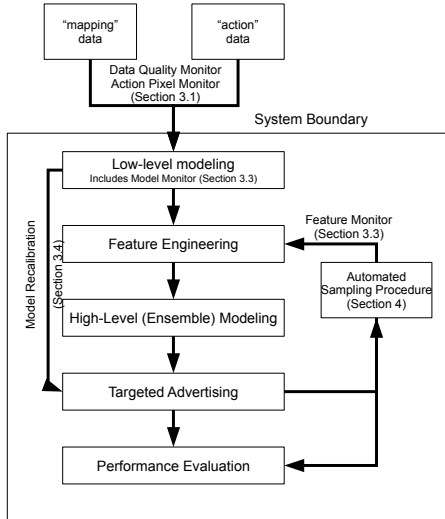 “mapping”
data
“action”
data
Data Quality Monitor
Action Pixel Monitor
(Section 3.1)
System Boundary
Low-level modeling
Includes Model Monitor (Section 3.3)
Model Recalibration
(Section 3.4)
Feature Monitor
(Section 3.3)
Feature Engineering
Automated
Sampling Procedure
(Section 4)
High-Level (Ensemble) Modeling
Targeted Advertising
Performance Evaluation